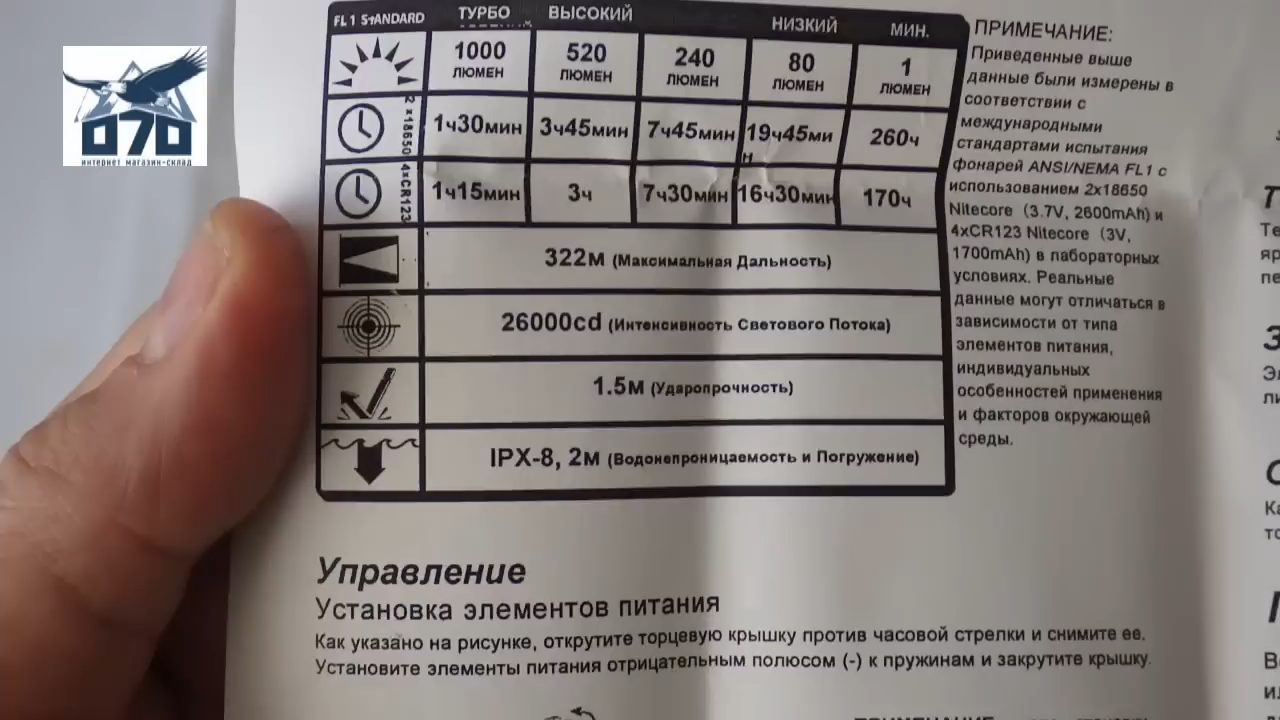 070
интернет магазин-склад
FL 1 STANDARD ТУРБО ВЫСОКИЙ НИЗКИЙ МИН.
1000 ЛЮМЕН 520 ЛЮМЕН 240 ЛЮМЕН 80 ЛЮМЕН 1 ЛЮМЕН
2×18650 1ч30мин 3ч45мин 7ч45мин 19ч45мин 260ч
4×CR123 1ч15мин 3ч 7ч30мин 16ч30мин 170ч
322м (Максимальная Дальность)
26000cd (Интенсивность Светового Потока)
1.5м (Ударопрочность)
IPX-8, 2м (Водонепроницаемость и Погружение)
ПРИМЕЧАНИЕ:
Приведенные выше
данные были измерены в
соответствии с
международными
стандартами испытания
фонарей ANSI/NEMA FL1 с
использованием 2x18650
Nitecore (3.7V, 2600mAh) и
4xCR123 Nitecore (3V,
1700mAh) в лабораторных
условиях. Реальные
данные могут отличаться в
зависимости от типа
элементов питания,
индивидуальных
особенностей применения
и факторов окружающей
среды.
Управление
Установка элементов питания
Как указано на рисунке, открутите торцевую крышку против часовой стрелки и снимите ее.
Установите элементы питания отрицательным полюсом (-) к пружинам и закрутите крышку.